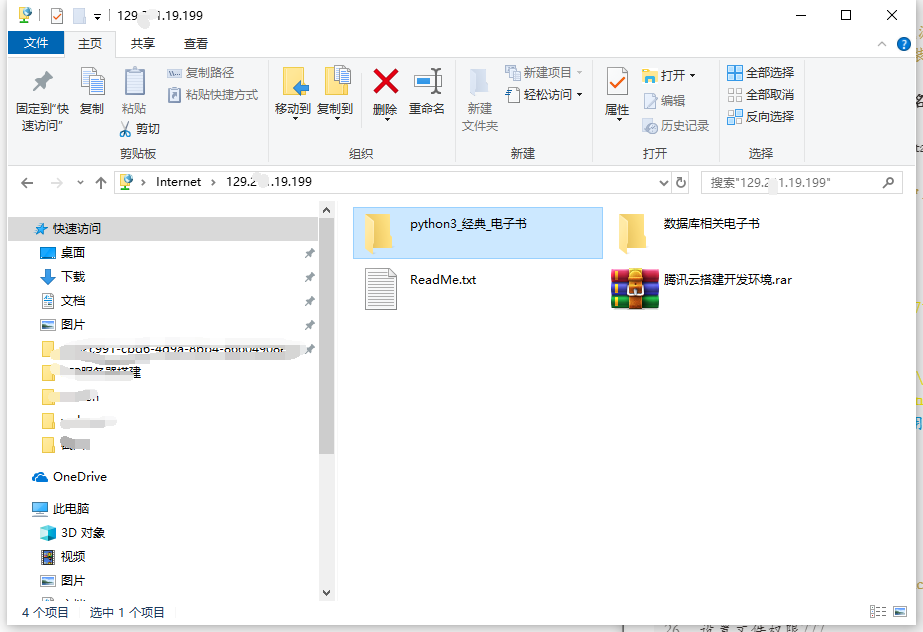 129. .19.199
文件 主页 共享 查看
固定到"快速访问"
复制
粘贴
复制路径
粘贴快捷方式
剪切
剪贴板
移动到 复制到 删除 重命名
组织
新建文件夹
新建项目
轻松访问
新建
属性
打开
编辑
历史记录
打开
全部选择
全部取消
反向选择
选择
Internet 129.2 .19.199
搜索"129.2 1.19.199"
快速访问
桌面
下载
文档
图片
服务器搭建
OneDrive
此电脑
3D 对象
视频
图片
python3_经典_电子书
数据库相关电子书
ReadMe.txt
腾讯云搭建开发环境.rar
4 个项目 选中 1 个项目
26